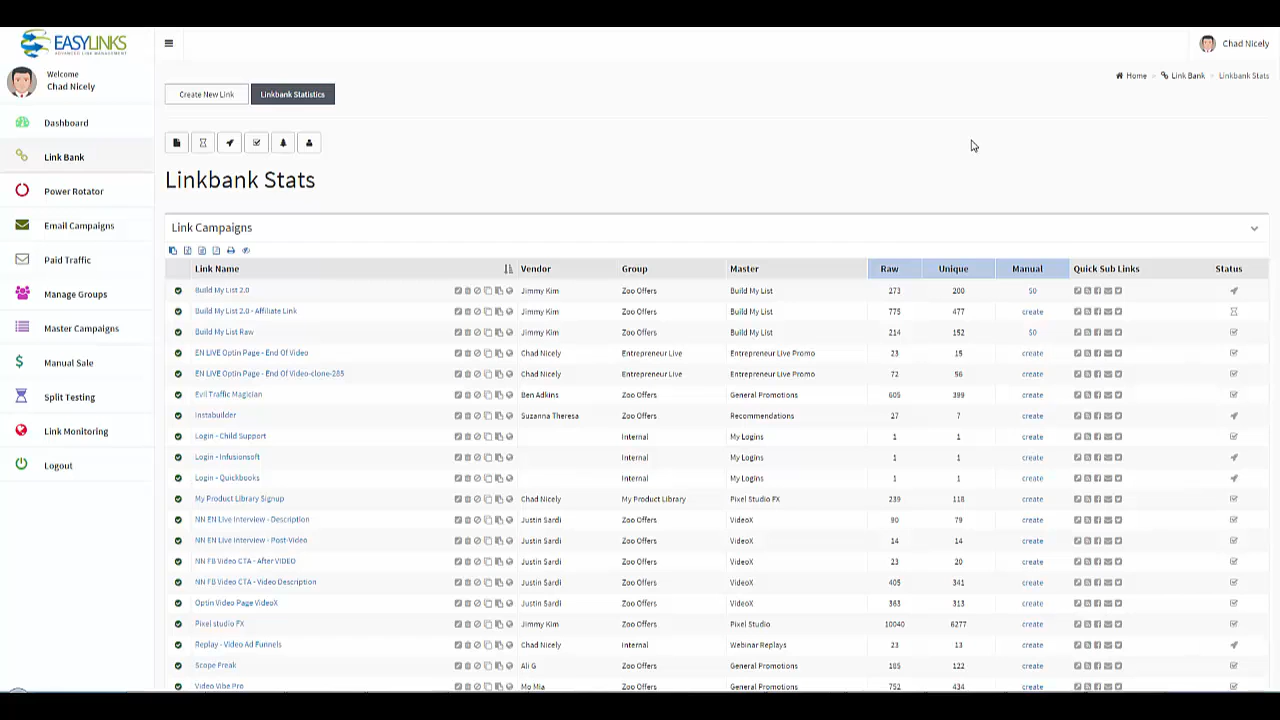 EASYLINKS
ADVANCED LINK MANAGEMENT
Chad Nicely
Welcome
Chad Nicely
Home > Link Bank > Linkbank Stats
Create New Link Linkbank Statistics
Dashboard
Link Bank
Power Rotator
Email Campaigns
Paid Traffic
Manage Groups
Master Campaigns
Manual Sale
Split Testing
Link Monitoring
Logout
Linkbank Stats
Link Campaigns
Link Name Vendor Group Master Raw Unique Manual Quick Sub Links Status
Build My List 2.0 Jimmy Kim Zoo Offers Build My List 273 200 $0
Build My List 2.0 - Affiliate Link Jimmy Kim Zoo Offers Build My List 775 477 create
Build My List Raw Jimmy Kim Zoo Offers Build My List 214 152 $0
EN LIVE Optin Page - End Of Video Chad Nicely Entrepreneur Live Entrepreneur Live Promo 23 15 create
EN LIVE Optin Page - End Of Video-clone-285 Chad Nicely Entrepreneur Live Entrepreneur Live Promo 72 56 create
Evil Traffic Magician Ben Adkins Zoo Offers General Promotions 605 399 create
Instabuilder Suzanna Theresa Zoo Offers Recommendations 27 7 create
Login - Child Support Internal My Logins 1 1 create
Login - Infusionsoft Internal My Logins 1 1 create
Login - Quickbooks Internal My Logins 1 1 create
My Product Library Signup Chad Nicely My Product Library Pixel Studio FX 239 118 create
NN EN Live Interview - Description Justin Sardi Zoo Offers VideoX 90 79 create
NN EN Live Interview - Post-Video Justin Sardi Zoo Offers VideoX 14 14 create
NN FB Video CTA - After VIDEO Justin Sardi Zoo Offers VideoX 23 20 create
NN FB Video CTA - Video Description Justin Sardi Zoo Offers VideoX 405 341 create
Optin Video Page VideoX Justin Sardi Zoo Offers VideoX 363 313 create
Pixel studio FX Jimmy Kim Zoo Offers Pixel Studio 10040 6277 create
Replay - Video Ad Funnels Chad Nicely Internal Webinar Replays 23 13 create
Scope Freak Ali G Zoo Offers General Promotions 185 122 create
Video Vibe Pro Mo Mia Zoo Offers General Promotions 752 434 create